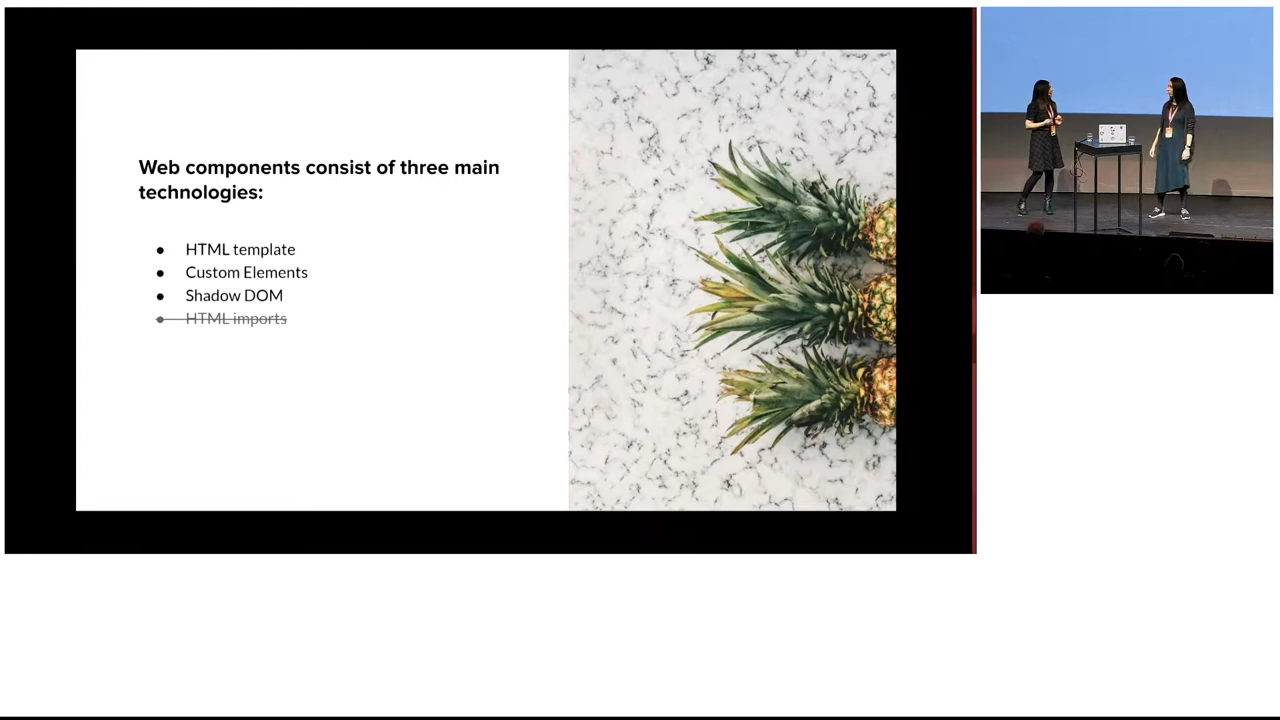 Web components consist of three main
technologies:
● HTML template
● Custom Elements
● Shadow DOM
● HTML imports